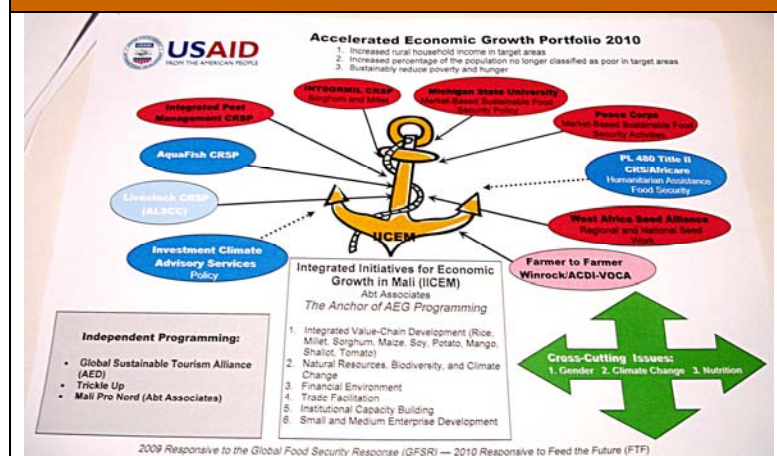 USAID
FROM THE AMERICAN PEOPLE
Accelerated Economic Growth Portfolio 2010
1. Increased rural household income in target areas
2. Increased percentage of the population no longer classified as poor in target areas
3. Sustainably reduce poverty and hunger
INTSORMIL CRSP
Sorghum and Millet
Michigan State University
Market-Based Sustainable Food
Security Policy
Integrated Pest
Management CRSP
Peace Corps
Market-Based Sustainable Food
Security Activities
AquaFish CRSP
PL 480 Title II
CRS/Africare
Humanitarian Assistance
Food Security
Livestock CRSP
(ALSCC)
West Africa Seed Alliance
Regional and National Seed
Work
IICEM
Investment Climate
Advisory Services
Policy
Farmer to Farmer
Winrock/ACDI-VOCA
Integrated Initiatives for Economic
Growth in Mali (IICEM)
Abt Associates
The Anchor of AEG Programming
1. Integrated Value-Chain Development (Rice,
Millet, Sorghum, Maize, Soy, Potato, Mango,
Shallot, Tomato)
2. Natural Resources, Biodiversity, and Climate
Change
3. Financial Environment
4. Trade Facilitation
5. Institutional Capacity Building
6. Small and Medium Enterprise Development
Independent Programming:
• Global Sustainable Tourism Alliance
(AED)
• Trickle Up
• Mali Pro Nord (Abt Associates)
Cross-Cutting Issues:
1. Gender 2. Climate Change 3. Nutrition
2009 Responsive to the Global Food Security Response (GFSR) — 2010 Responsive to Feed the Future (FTF)